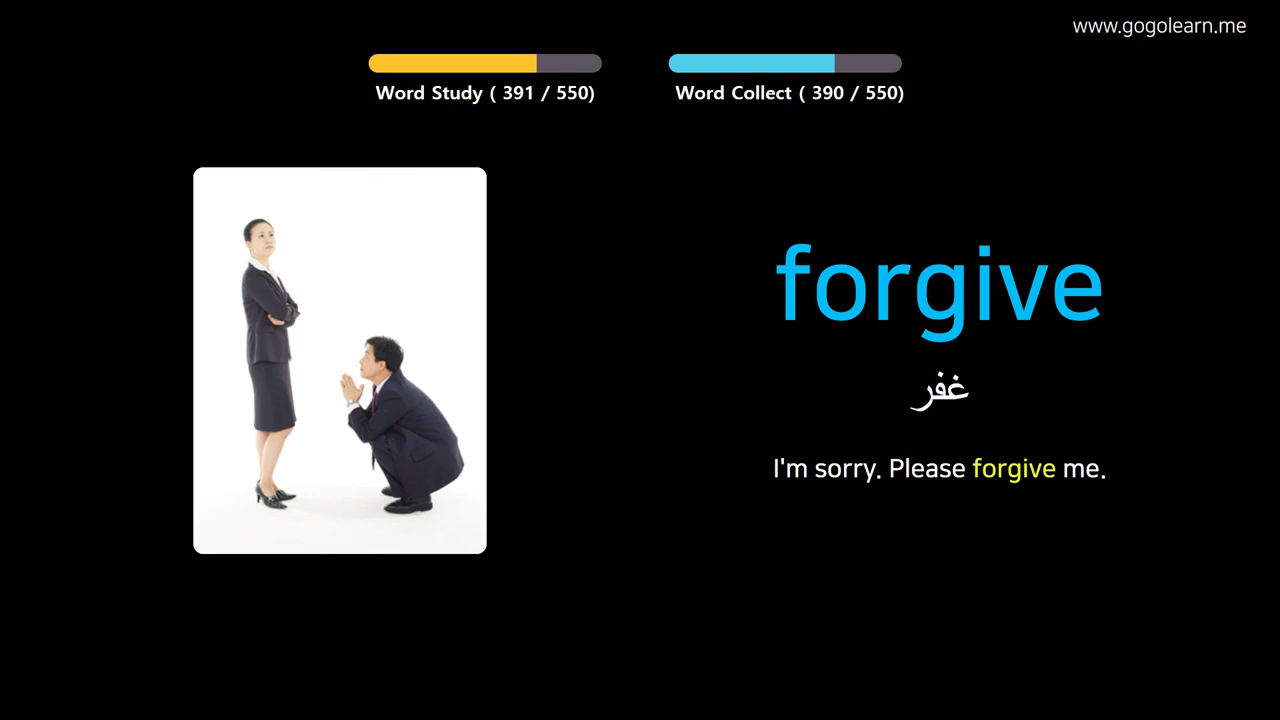 www.gogolearn.me
Word Study ( 391 / 550)
Word Collect ( 390 / 550)
forgive
غفر
I'm sorry. Please forgive me.